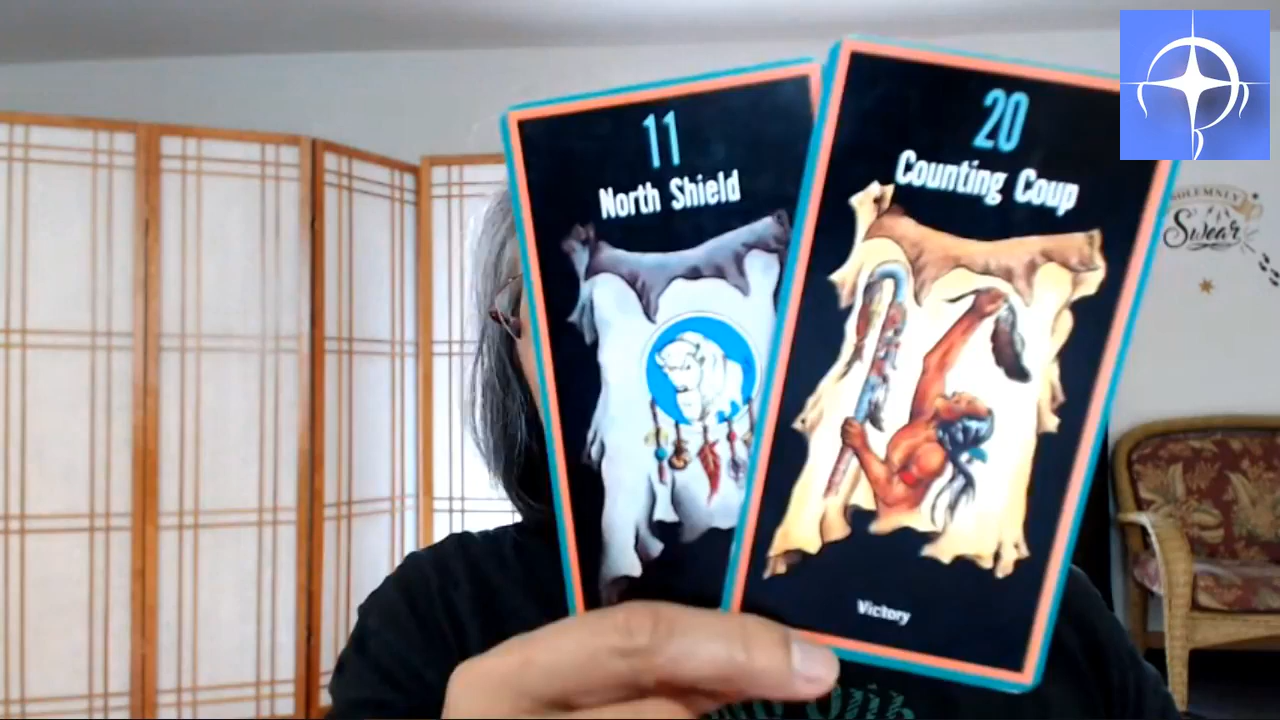 11
North Shield
20
Counting Coup
Victory
SOLEMNLY
Swear